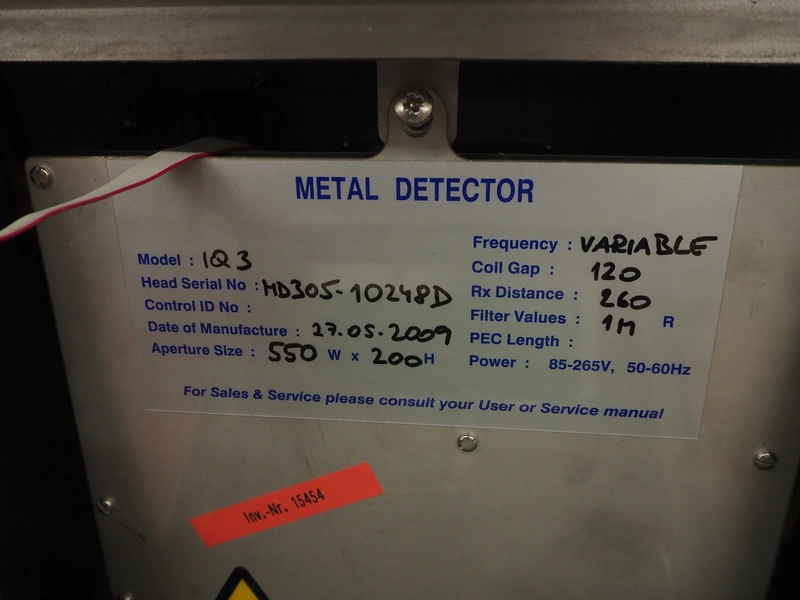 METAL DETECTOR
Model : IQ3
Head Serial No : MD305-10248D
Control ID No :
Date of Manufacture : 27.05.2009
Aperture Size : 550 W x 200 H
Frequency : VARIABLE
Coil Gap : 120
Rx Distance : 260
Filter Values : 1M R
PEC Length :
Power : 85-265V, 50-60Hz
For Sales & Service please consult your User or Service manual
Inv.-Nr. 15454